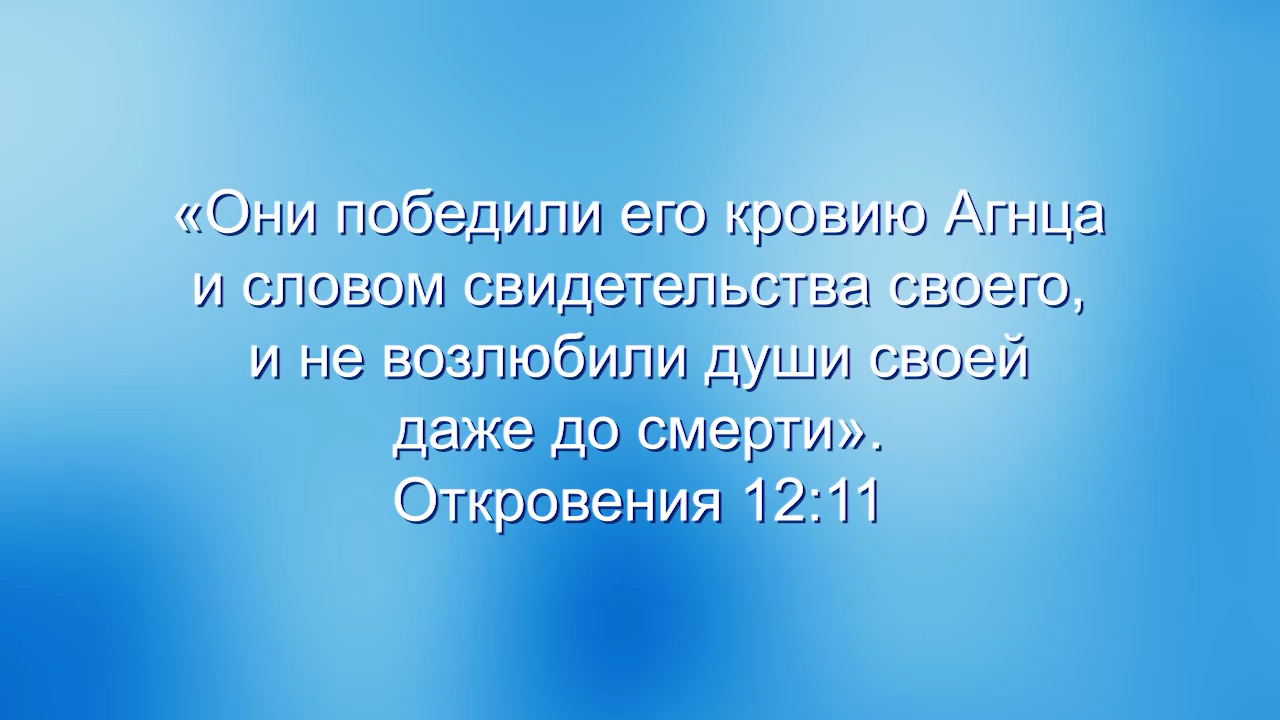 «Они победили его кровию Агнца
и словом свидетельства своего,
и не возлюбили души своей
даже до смерти».
Откровения 12:11